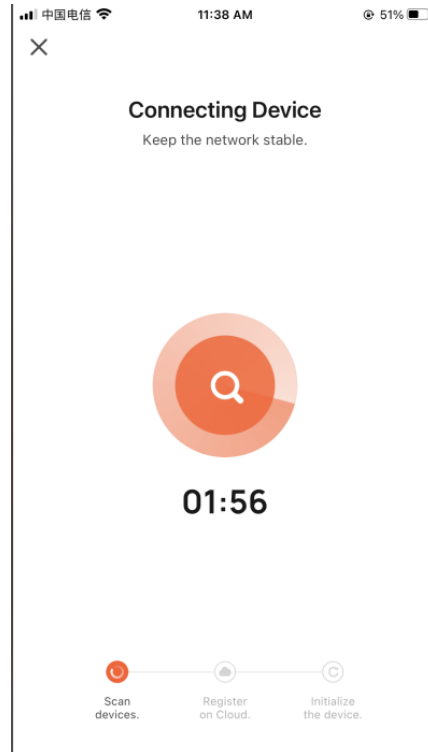 中国电信 11:38 AM 51%
Connecting Device
Keep the network stable.
01:56
Scan devices.
Register on Cloud.
Initialize the device.